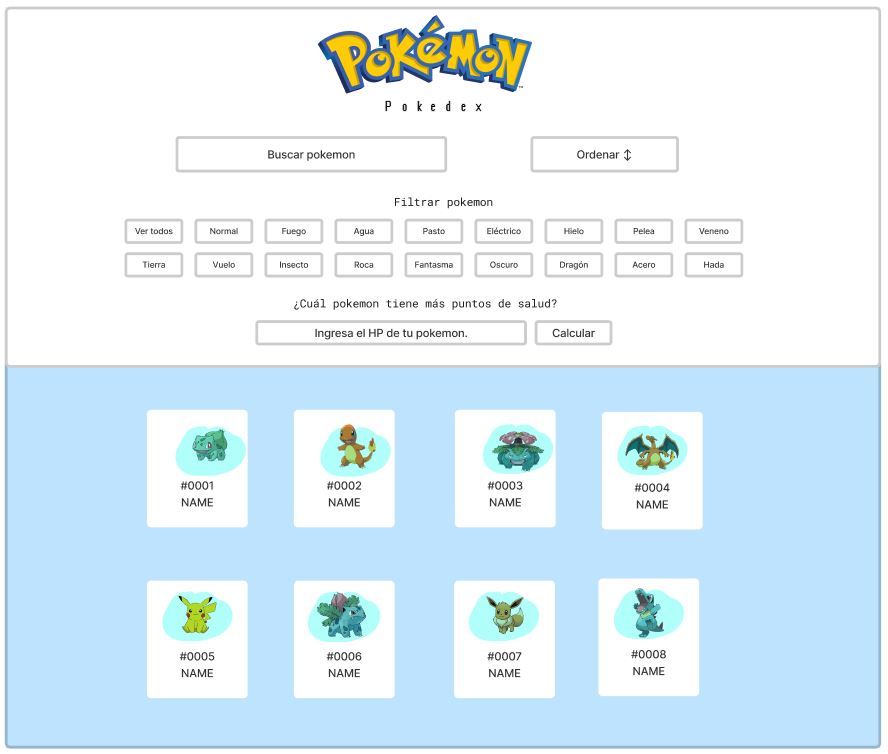 POKéMON™
Pokedex
Buscar pokemon
Ordenar ↕
Filtrar pokemon
Ver todos Normal Fuego Agua Pasto Eléctrico Hielo Pelea Veneno
Tierra Vuelo Insecto Roca Fantasma Oscuro Dragón Acero Hada
¿Cuál pokemon tiene más puntos de salud?
Ingresa el HP de tu pokemon. Calcular
#0001 #0002 #0003 #0004
NAME NAME NAME NAME
#0005 #0006 #0007 #0008
NAME NAME NAME NAME